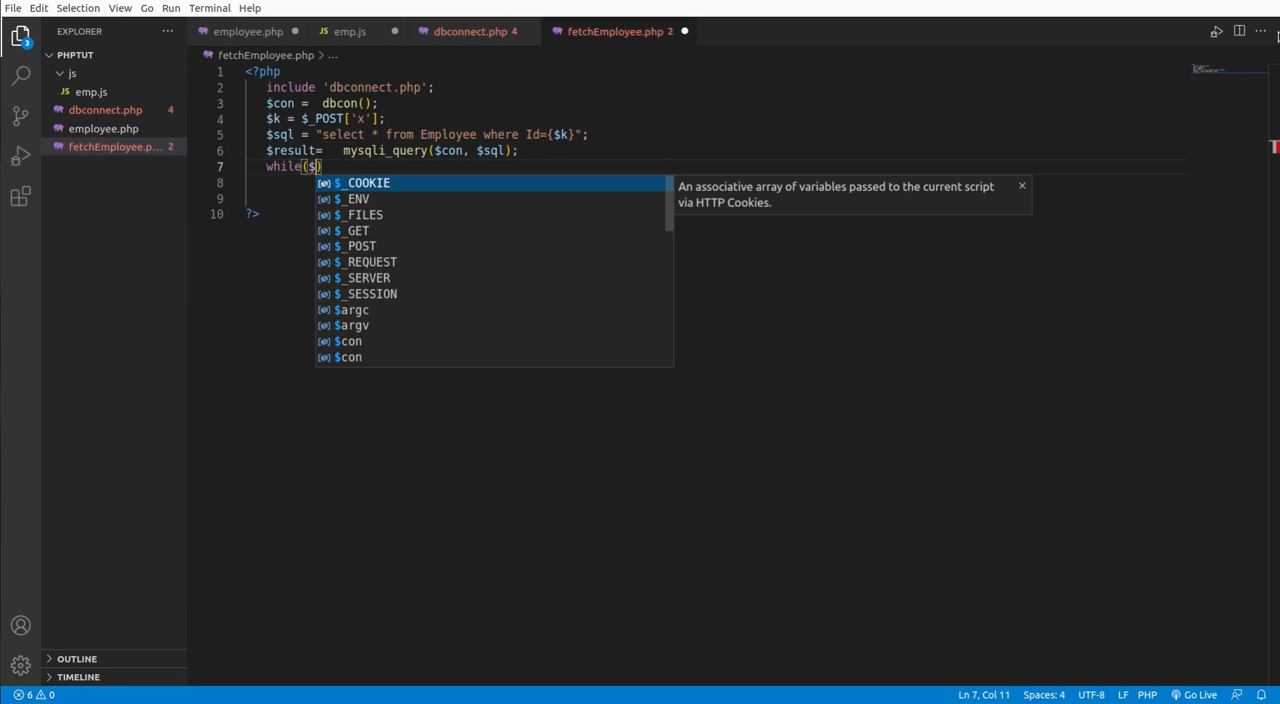 File Edit Selection View Go Run Terminal Help
3
EXPLORER
PHPTUT
js
JS emp.js
dbconnect.php 4
employee.php
fetchEmployee.p... 2
OUTLINE
TIMELINE
employee.php JS emp.js dbconnect.php 4 fetchEmployee.php 2
fetchEmployee.php > ...
1 <?php
2 include 'dbconnect.php';
3 $con = dbcon();
4 $k = $_POST['x'];
5 $sql = "select * from Employee where Id={$k}";
6 $result= mysqli_query($con, $sql);
7 while($)
8
9
10 ?>
$_COOKIE
$_ENV
$_FILES
$_GET
$_POST
$_REQUEST
$_SERVER
$_SESSION
$argc
$argv
$con
$con
An associative array of variables passed to the current script
via HTTP Cookies.
6 0 Ln 7, Col 11 Spaces: 4 UTF-8 LF PHP Go Live